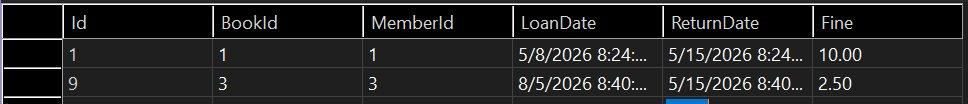 Id BookId MemberId LoanDate ReturnDate Fine
1 1 1 5/8/2026 8:24:... 5/15/2026 8:24... 10.00
9 3 3 8/5/2026 8:40:... 5/15/2026 8:40... 2.50